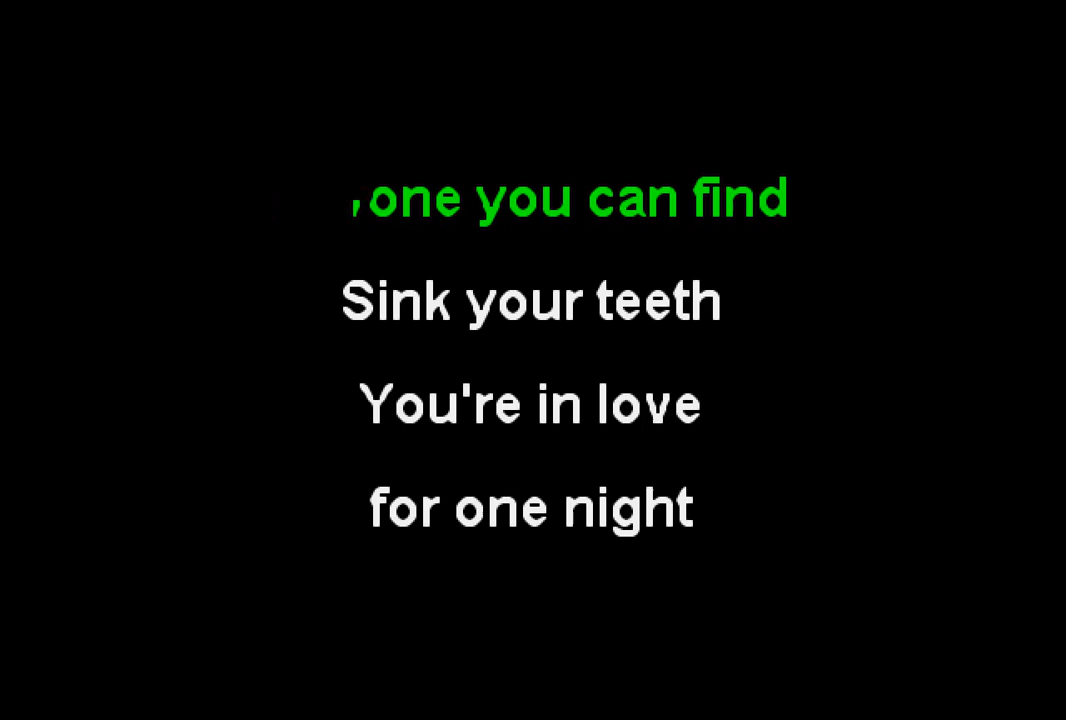 one you can find
Sink your teeth
You're in love
for one night